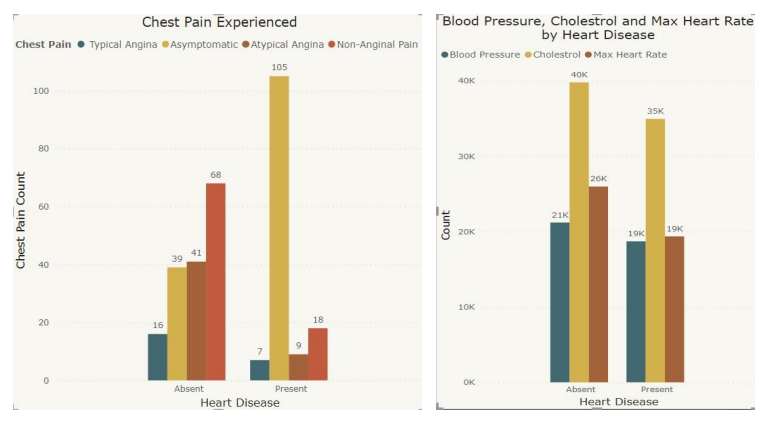 Chest Pain Experienced
Chest Pain Typical Angina Asymptomatic Atypical Angina Non-Anginal Pain
105
100
80
68
60
39 41
40
16
20
18
7
9
0
Absent Present
Heart Disease
Chest Pain Count
Blood Pressure, Cholestrol and Max Heart Rate
by Heart Disease
Blood Pressure Cholestrol Max Heart Rate
40K
40K
35K
30K
26K
21K
20K
19K 19K
10K
0K
Absent Present
Heart Disease
Count